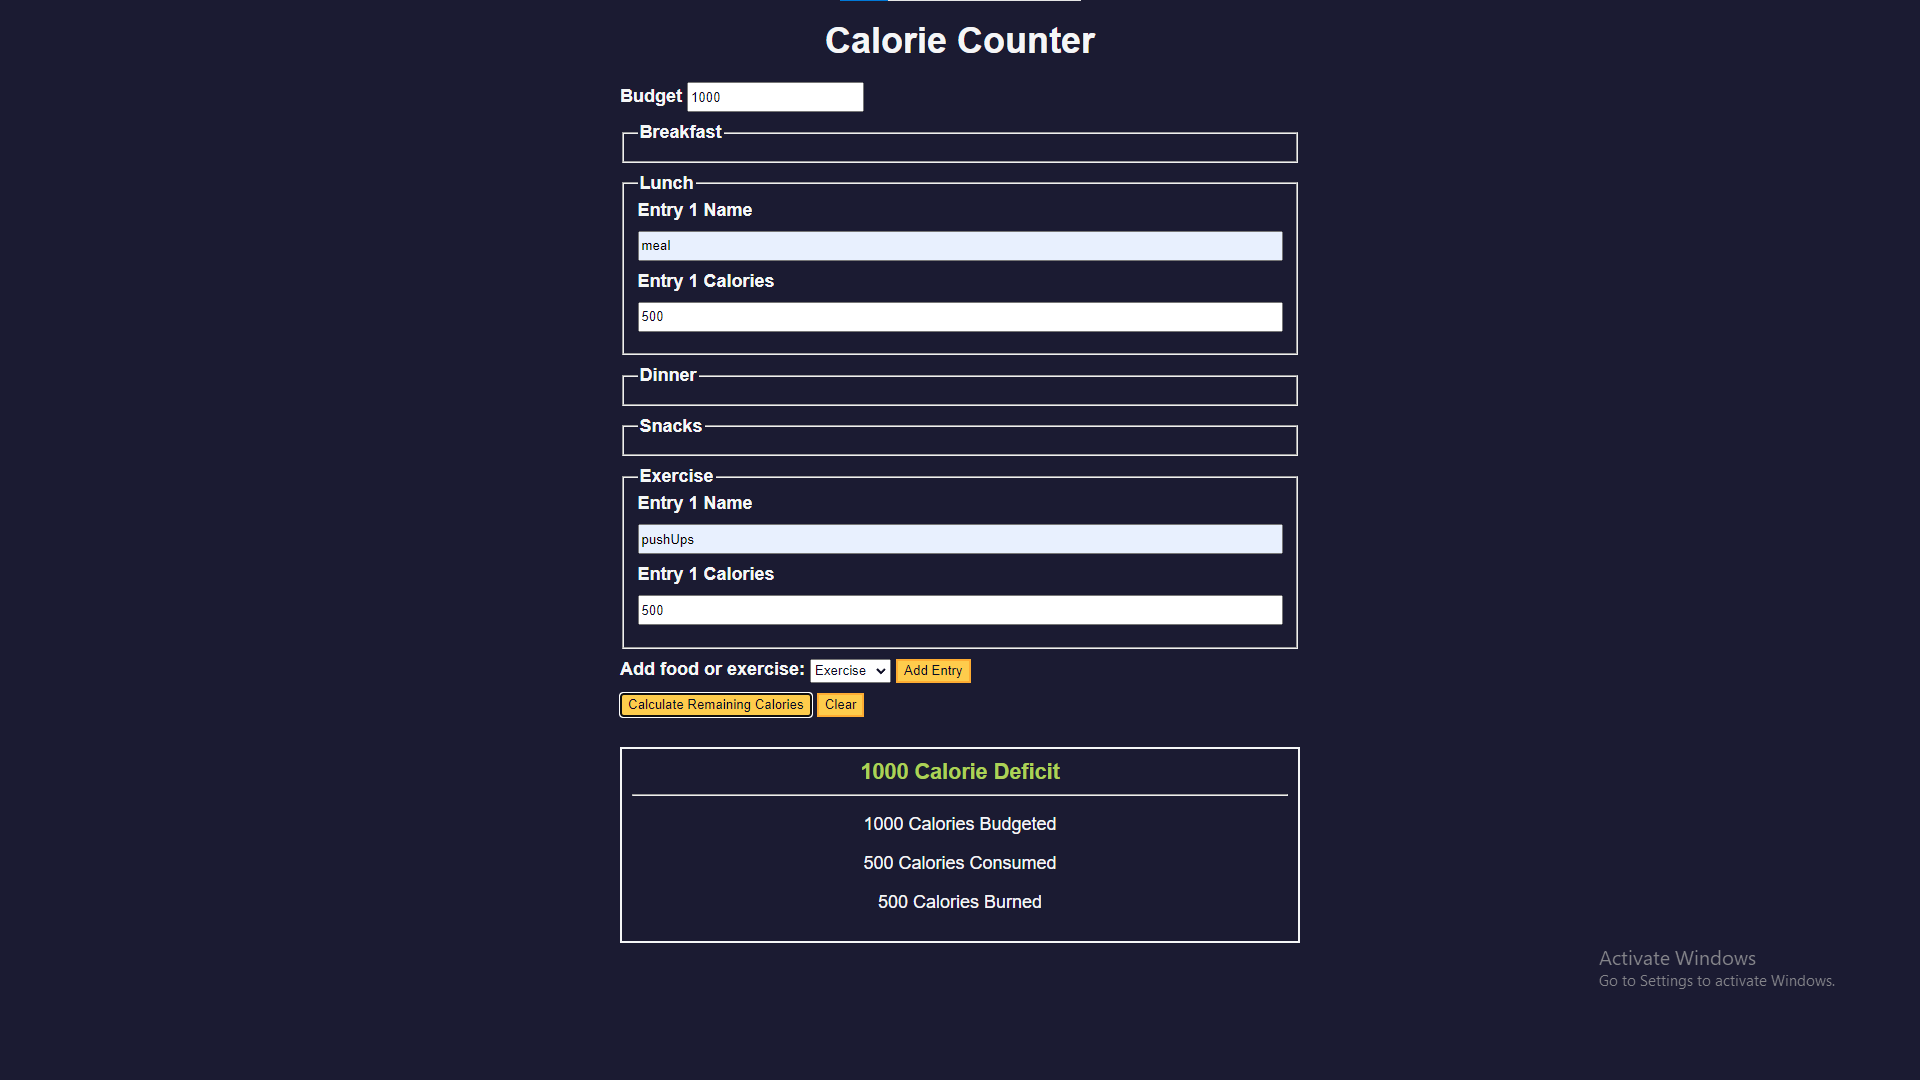 Calorie Counter
Budget 1000
Breakfast
Lunch
Entry 1 Name
meal
Entry 1 Calories
500
Dinner
Snacks
Exercise
Entry 1 Name
pushUps
Entry 1 Calories
500
Add food or exercise: Exercise Add Entry
Calculate Remaining Calories Clear
1000 Calorie Deficit
1000 Calories Budgeted
500 Calories Consumed
500 Calories Burned
Activate Windows
Go to Settings to activate Windows.